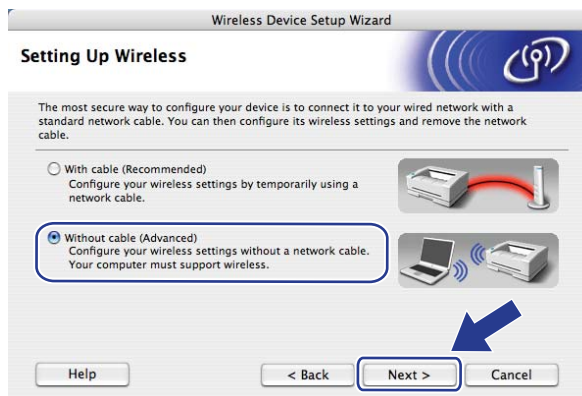 Wireless Device Setup Wizard
Setting Up Wireless
The most secure way to configure your device is to connect it to your wired network with a
standard network cable. You can then configure its wireless settings and remove the network
cable.
With cable (Recommended)
Configure your wireless settings by temporarily using a
network cable.
Without cable (Advanced)
Configure your wireless settings without a network cable.
Your computer must support wireless.
Help
< Back
Next >
Cancel